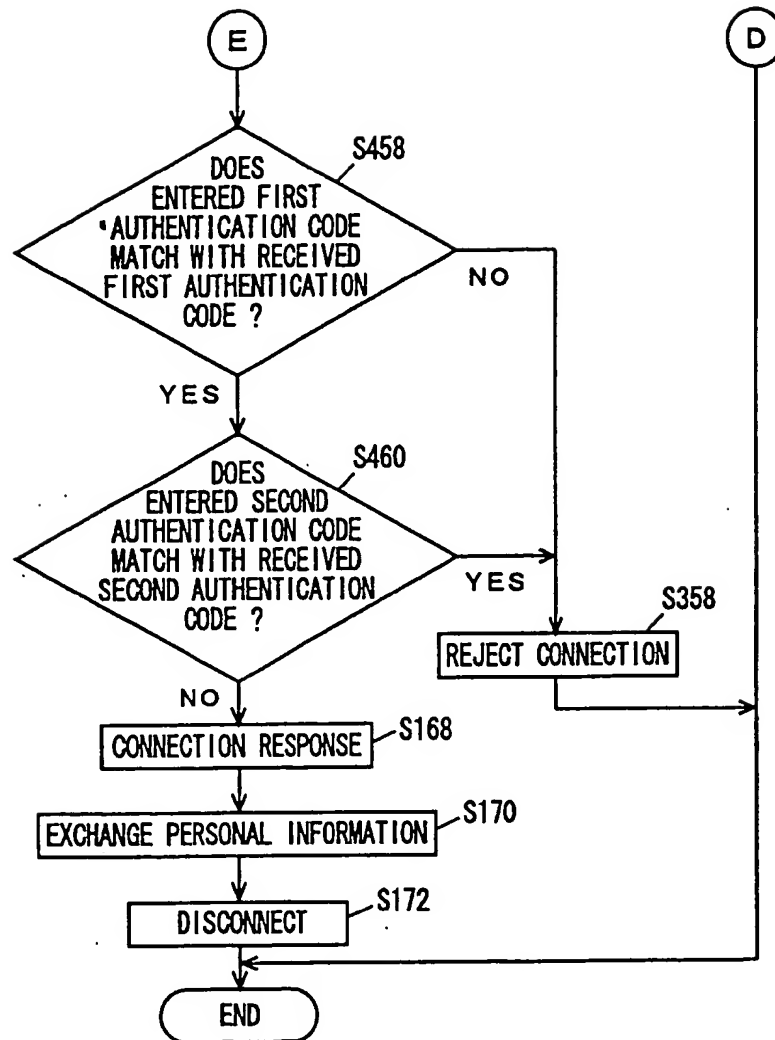 E
D
S458
DOES
ENTERED FIRST
AUTHENTICATION CODE
MATCH WITH RECEIVED
FIRST AUTHENTICATION
CODE ?
NO
YES
S460
DOES
ENTERED SECOND
AUTHENTICATION CODE
MATCH WITH RECEIVED
SECOND AUTHENTICATION
CODE ?
YES
S358
REJECT CONNECTION
NO
CONNECTION RESPONSE
S168
EXCHANGE PERSONAL INFORMATION
S170
DISCONNECT
S172
END